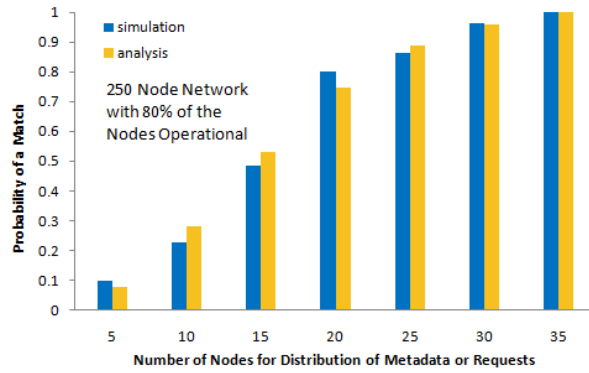 1
0.9
0.8
0.7
0.6
0.5
0.4
0.3
0.2
0.1
0
Probability of a Match
simulation
analysis
250 Node Network
with 80% of the
Nodes Operational
5 10 15 20 25 30 35
Number of Nodes for Distribution of Metadata or Requests